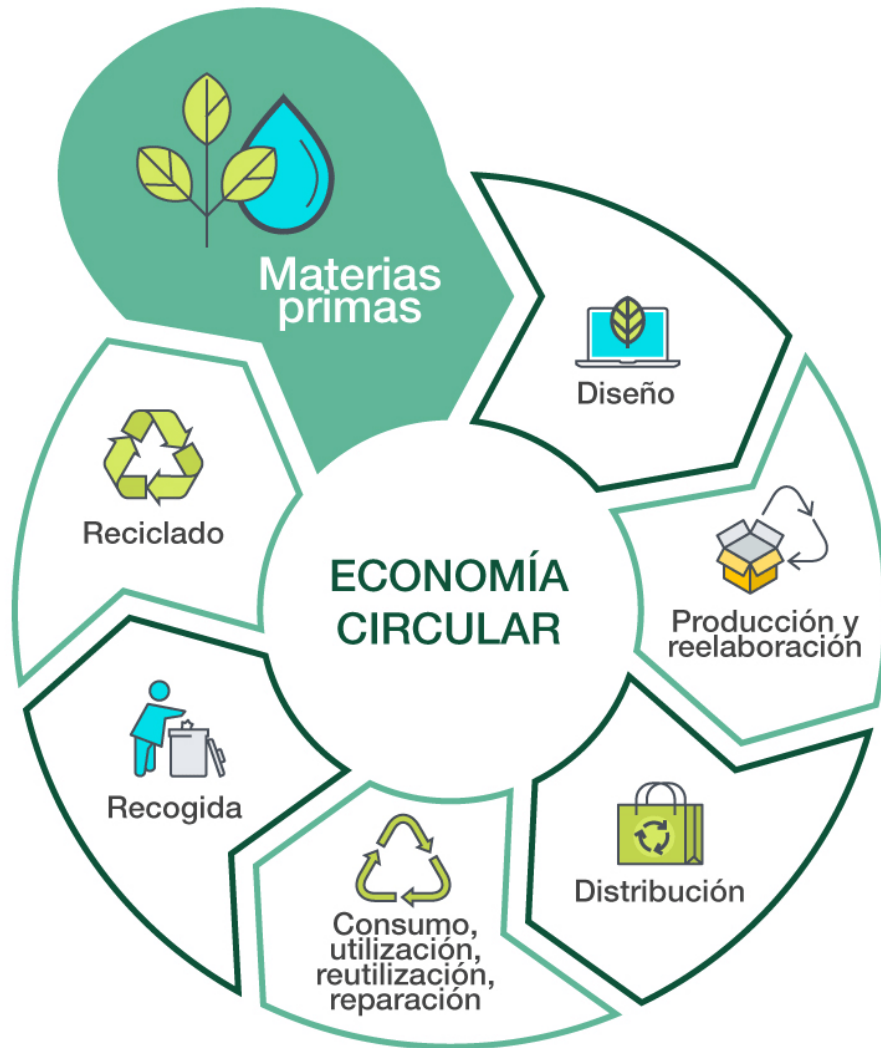 Materias
primas
Diseño
Producción y
reelaboración
Distribución
Consumo,
utilización,
reutilización,
reparación
Recogida
Reciclado
ECONOMÍA
CIRCULAR